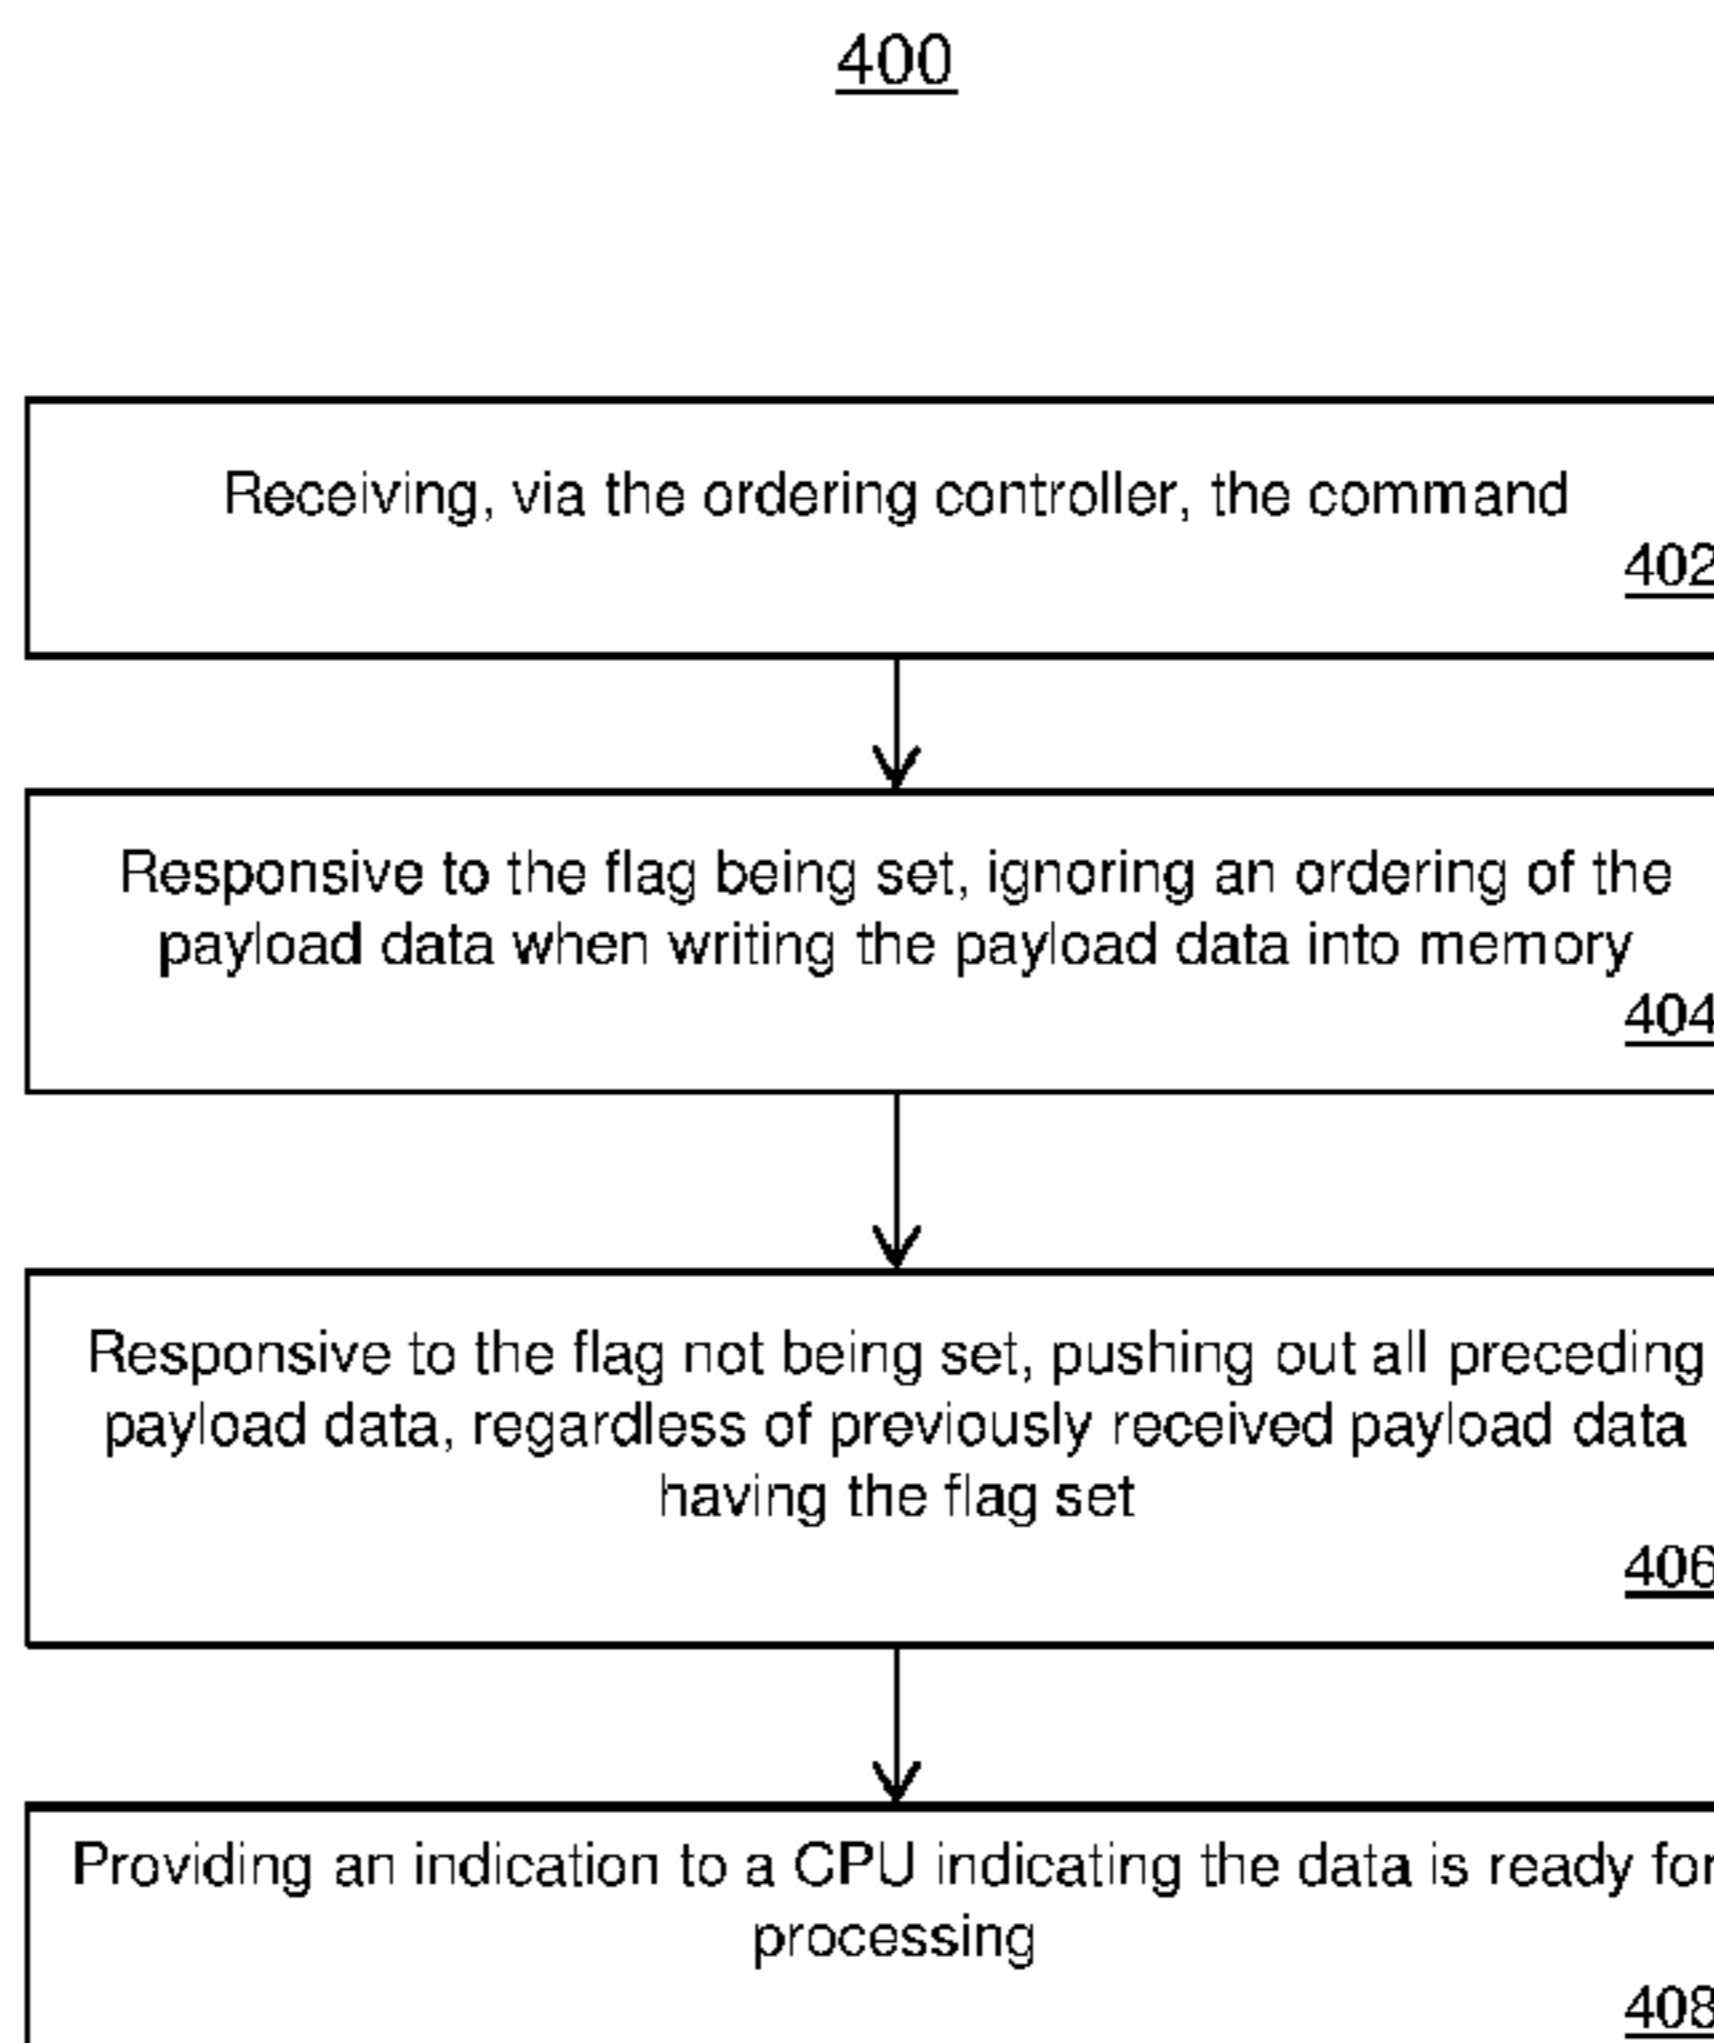 400
Receiving, via the ordering controller, the command
402
Responsive to the flag being set, ignoring an ordering of the
payload data when writing the payload data into memory
404
Responsive to the flag not being set, pushing out all preceding
payload data, regardless of previously received payload data
having the flag set
406
Providing an indication to a CPU indicating the data is ready for
processing
408